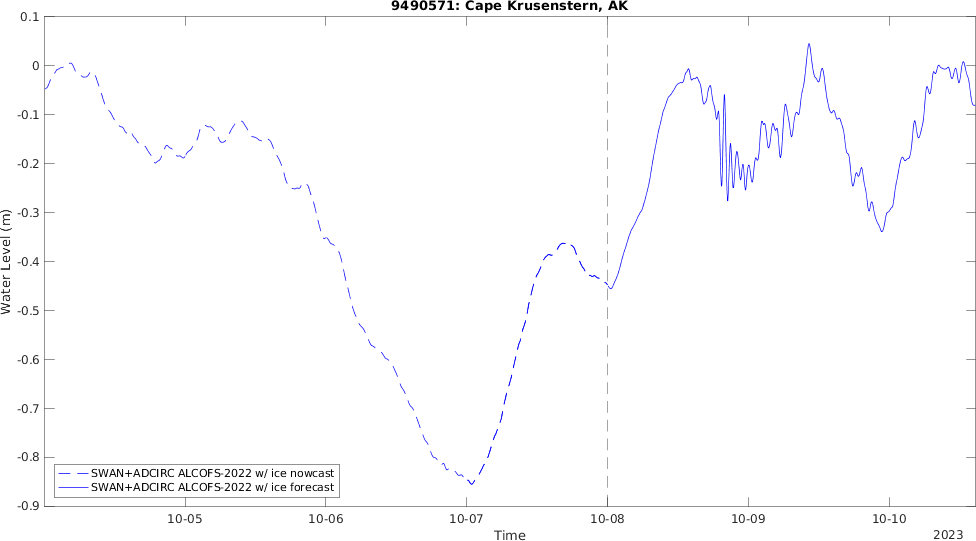 9490571: Cape Krusenstern, AK
0.1
0
-0.1
-0.2
-0.3
-0.4
-0.5
-0.6
-0.7
-0.8
-0.9
Water Level (m)
SWAN+ADCIRC ALCOFS-2022 w/ ice nowcast
SWAN+ADCIRC ALCOFS-2022 w/ ice forecast
10-05 10-06 10-07 10-08 10-09 10-10
Time
2023